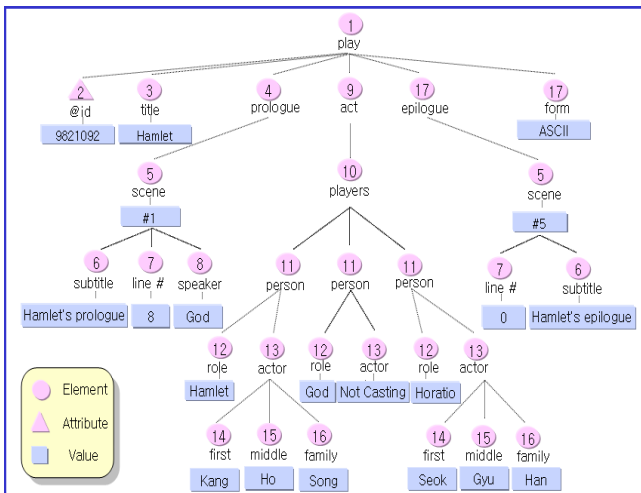 1
play
2 3 4 9 17 17
@id title prologue act epilogue form
9821092 Hamlet ASCII
5 10 5
scene players scene
#1 #5
6 7 8 11 11 11 7 6
subtitle line # speaker person person person line # subtitle
Hamlet's prologue 8 God 0 Hamlet's epilogue
12 13 12 13 12 13
role actor role actor role actor
Hamlet God Not Casting Horatio
Element
Attribute
Value
14 15 16 14 15 16
first middle family first middle family
Kang Ho Song Seok Gyu Han